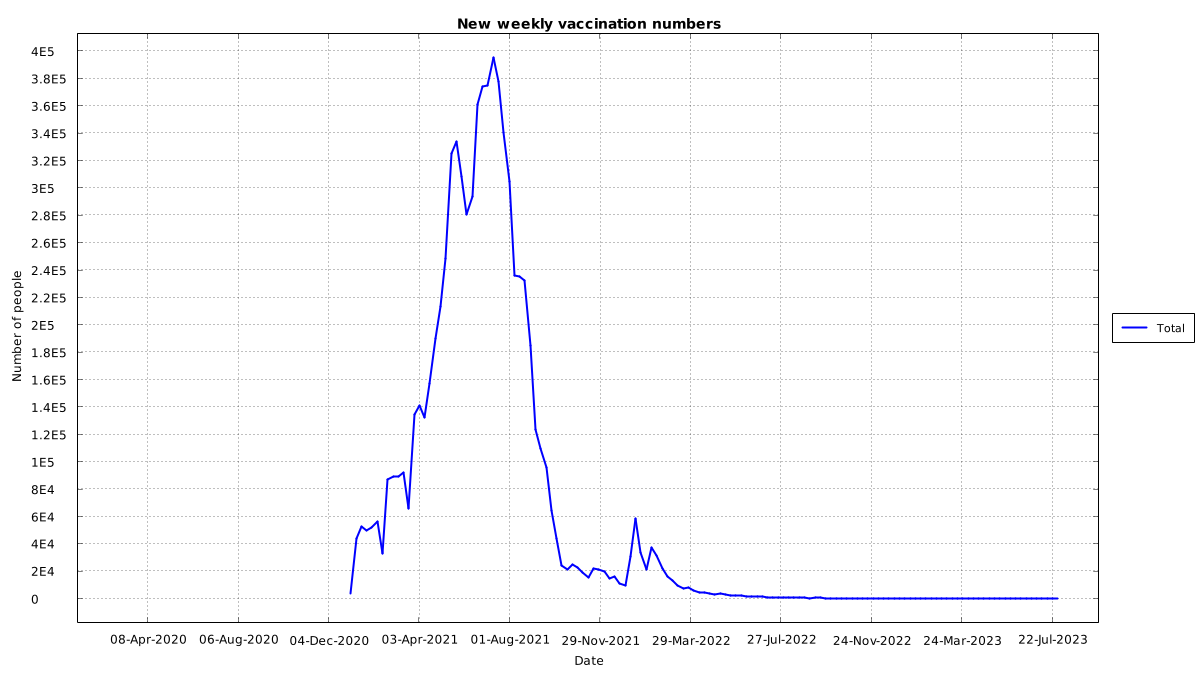 New weekly vaccination numbers
4E5
3.8E5
3.6E5
3.4E5
3.2E5
3E5
2.8E5
2.6E5
2.4E5
2.2E5
2E5
1.8E5
1.6E5
1.4E5
1.2E5
1E5
8E4
6E4
4E4
2E4
0
Number of people
Total
08-Apr-2020 06-Aug-2020 04-Dec-2020 03-Apr-2021 01-Aug-2021 29-Nov-2021 29-Mar-2022 27-Jul-2022 24-Nov-2022 24-Mar-2023 22-Jul-2023
Date